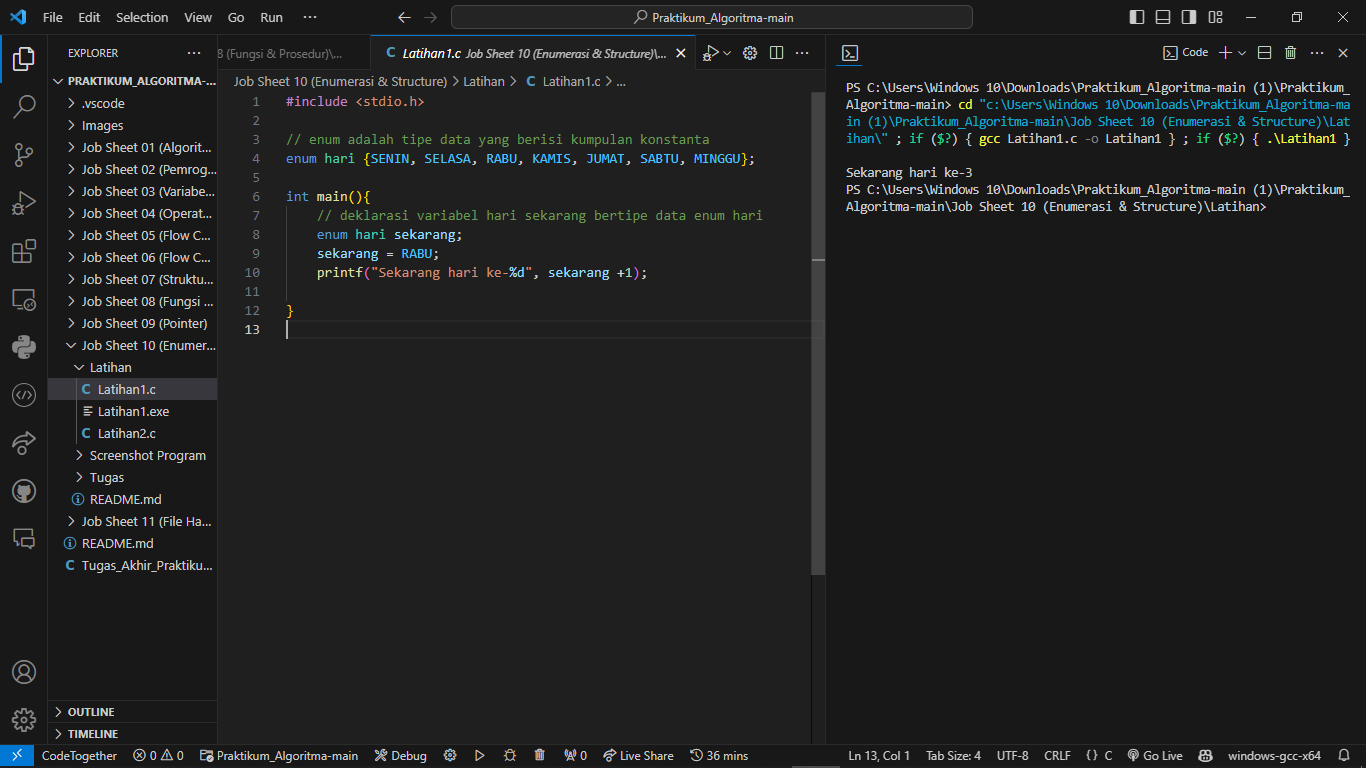 File Edit Selection View Go Run ···
Praktikum_Algoritma-main
EXPLORER ···
PRAKTIKUM_ALGORITMA-...
.vscode
Images
Job Sheet 01 (Algorit...
Job Sheet 02 (Pemrog...
Job Sheet 03 (Variabe...
Job Sheet 04 (Operat...
Job Sheet 05 (Flow C...
Job Sheet 06 (Flow C...
Job Sheet 07 (Struktu...
Job Sheet 08 (Fungsi ...
Job Sheet 09 (Pointer)
Job Sheet 10 (Enumer...
Latihan
C Latihan1.c
Latihan1.exe
C Latihan2.c
Screenshot Program
Tugas
README.md
Job Sheet 11 (File Ha...
README.md
C Tugas_Akhir_Praktiku...
OUTLINE
TIMELINE
8 (Fungsi & Prosedur)\...
C Latihan1.c Job Sheet 10 (Enumerasi & Structure)\...
Job Sheet 10 (Enumerasi & Structure) > Latihan > C Latihan1.c > ...
1 #include <stdio.h>
2
3 // enum adalah tipe data yang berisi kumpulan konstanta
4 enum hari {SENIN, SELASA, RABU, KAMIS, JUMAT, SABTU, MINGGU};
5
6 int main(){
7 // deklarasi variabel hari sekarang bertipe data enum hari
8 enum hari sekarang;
9 sekarang = RABU;
10 printf("Sekarang hari ke-%d", sekarang +1);
11
12 }
13
Code
PS C:\Users\Windows 10\Downloads\Praktikum_Algoritma-main (1)\Praktikum_
Algoritma-main> cd "c:\Users\Windows 10\Downloads\Praktikum_Algoritma-ma
in (1)\Praktikum_Algoritma-main\Job Sheet 10 (Enumerasi & Structure)\Lat
ihan\" ; if ($?) { gcc Latihan1.c -o Latihan1 } ; if ($?) { .\Latihan1 }
Sekarang hari ke-3
PS C:\Users\Windows 10\Downloads\Praktikum_Algoritma-main (1)\Praktikum_
Algoritma-main\Job Sheet 10 (Enumerasi & Structure)\Latihan>
CodeTogether 0 0 Praktikum_Algoritma-main Debug 0 Live Share 36 mins Ln 13, Col 1 Tab Size: 4 UTF-8 CRLF { } C Go Live windows-gcc-x64